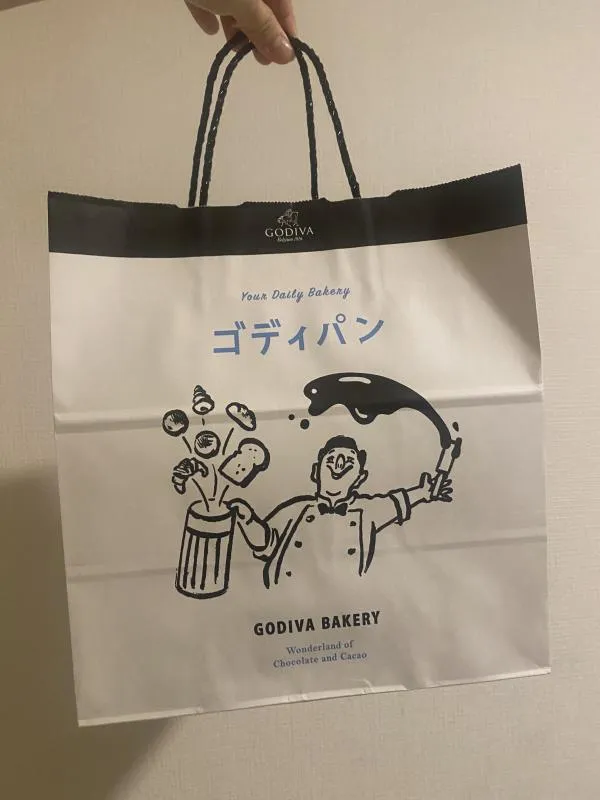 GODIVA
Belgium 1926
Your Daily Bakery
ゴディパン
GODIVA BAKERY
Wonderland of
Chocolate and Cacao